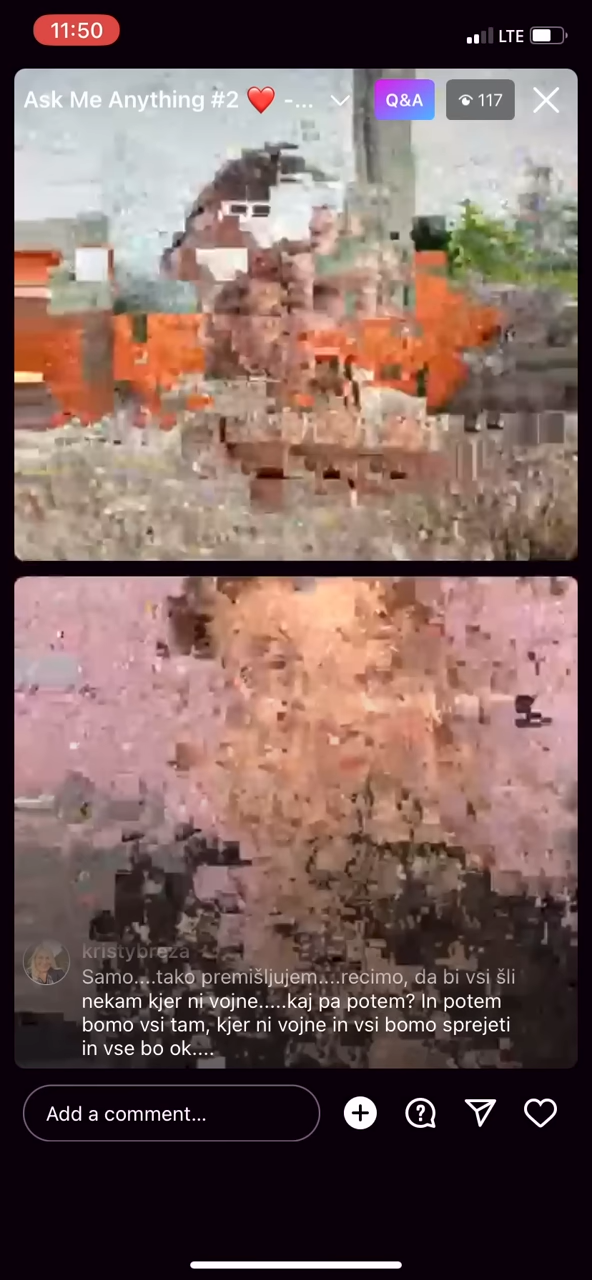 11:50
LTE
Ask Me Anything #2 ❤️ -...
Q&A
117
kristybreza
Samo....tako premišljujem....recimo, da bi vsi šli
nekam kjer ni vojne.....kaj pa potem? In potem
bomo vsi tam, kjer ni vojne in vsi bomo sprejeti
in vse bo ok....
Add a comment...